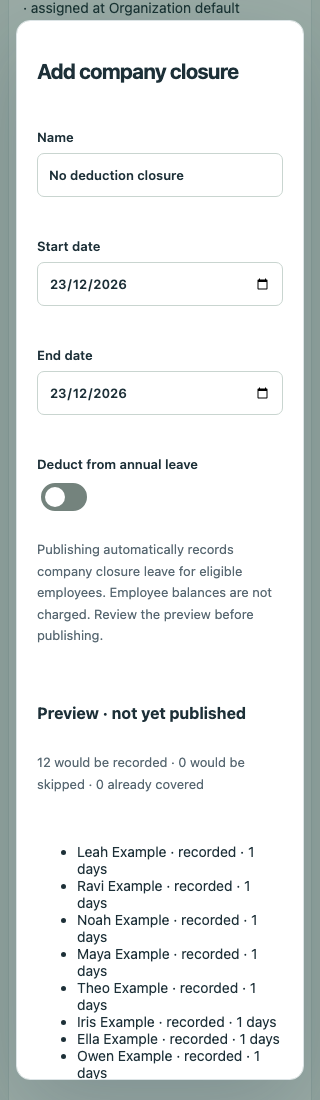 · assigned at Organization default
Add company closure
Name
No deduction closure
Start date
23/12/2026
End date
23/12/2026
Deduct from annual leave
Publishing automatically records
company closure leave for eligible
employees. Employee balances are not
charged. Review the preview before
publishing.
Preview · not yet published
12 would be recorded · 0 would be
skipped · 0 already covered
• Leah Example · recorded · 1
days
• Ravi Example · recorded · 1
days
• Noah Example · recorded · 1
days
• Maya Example · recorded · 1
days
• Theo Example · recorded · 1
days
• Iris Example · recorded · 1 days
• Ella Example · recorded · 1 days
• Owen Example · recorded · 1
days